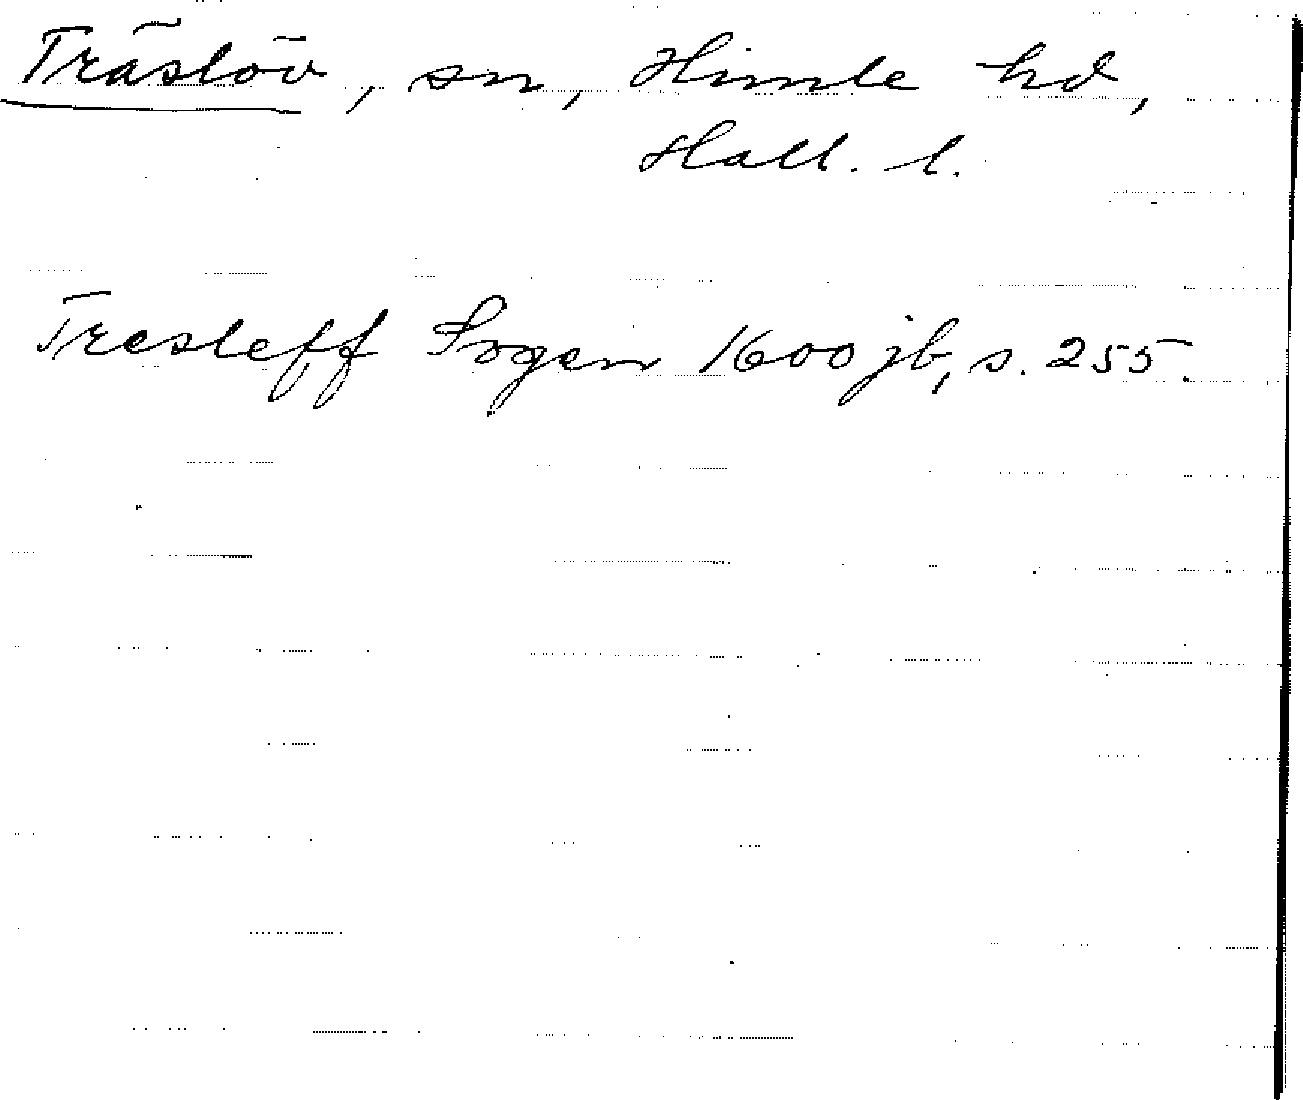 Träslöv, sn, Himle hd,
Hall. l.
Tresleff Sogen 1600 jb, s. 255.